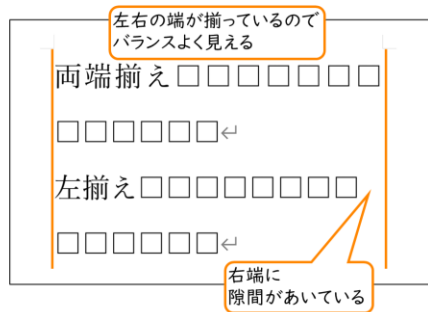 左右の端が揃っているので
バランスよく見える
両端揃え□□□□□□□
□□□□□□↵
左揃え□□□□□□□□
□□□□□□↵
右端に
隙間があいている